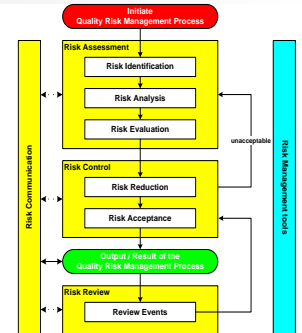 Initiate
Quality Risk Management Process
Risk Assessment
Risk Identification
Risk Analysis
Risk Evaluation
unacceptable
Risk Control
Risk Reduction
Risk Acceptance
Output / Result of the
Quality Risk Management Process
Risk Review
Review Events
Risk Communication
Risk Management tools